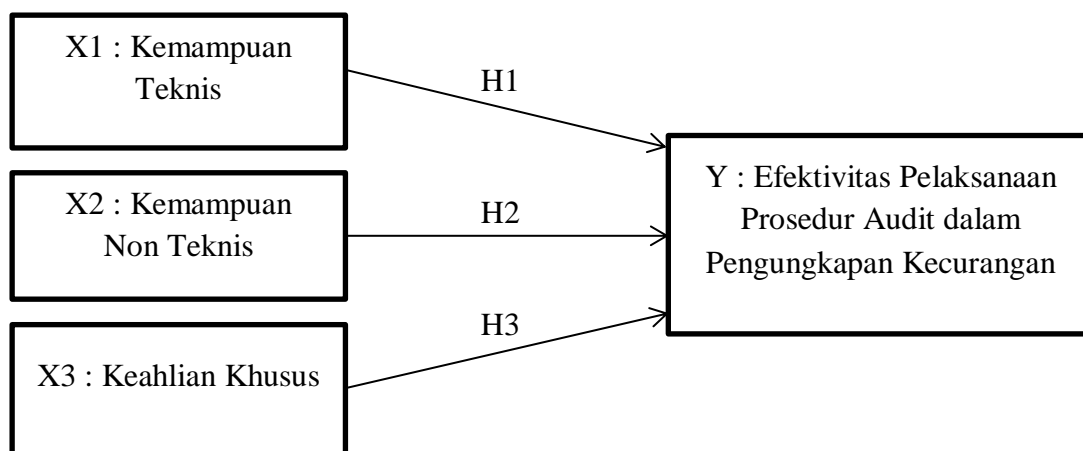 X1 : Kemampuan
Teknis
H1
X2 : Kemampuan
Non Teknis
H2
X3 : Keahlian Khusus
H3
Y : Efektivitas Pelaksanaan
Prosedur Audit dalam
Pengungkapan Kecurangan